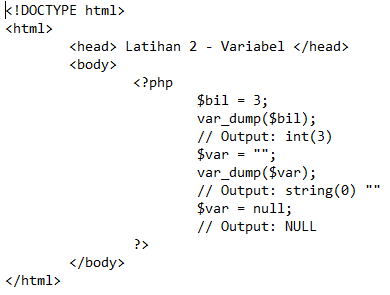 <!DOCTYPE html>
<html>
<head> Latihan 2 - Variabel </head>
<body>
<?php
$bil = 3;
var_dump($bil);
// Output: int(3)
$var = "";
var_dump($var);
// Output: string(0) ""
$var = null;
// Output: NULL
?>
</body>
</html>